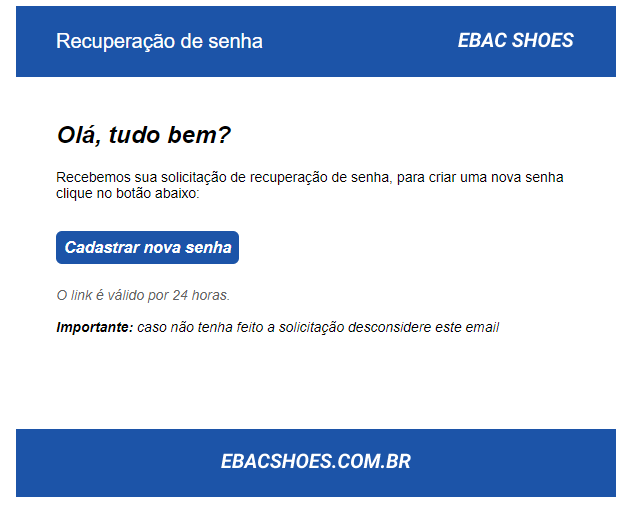 Recuperação de senha
EBAC SHOES
Olá, tudo bem?
Recebemos sua solicitação de recuperação de senha, para criar uma nova senha
clique no botão abaixo:
Cadastrar nova senha
O link é válido por 24 horas.
Importante: caso não tenha feito a solicitação desconsidere este email
EBACSHOES.COM.BR